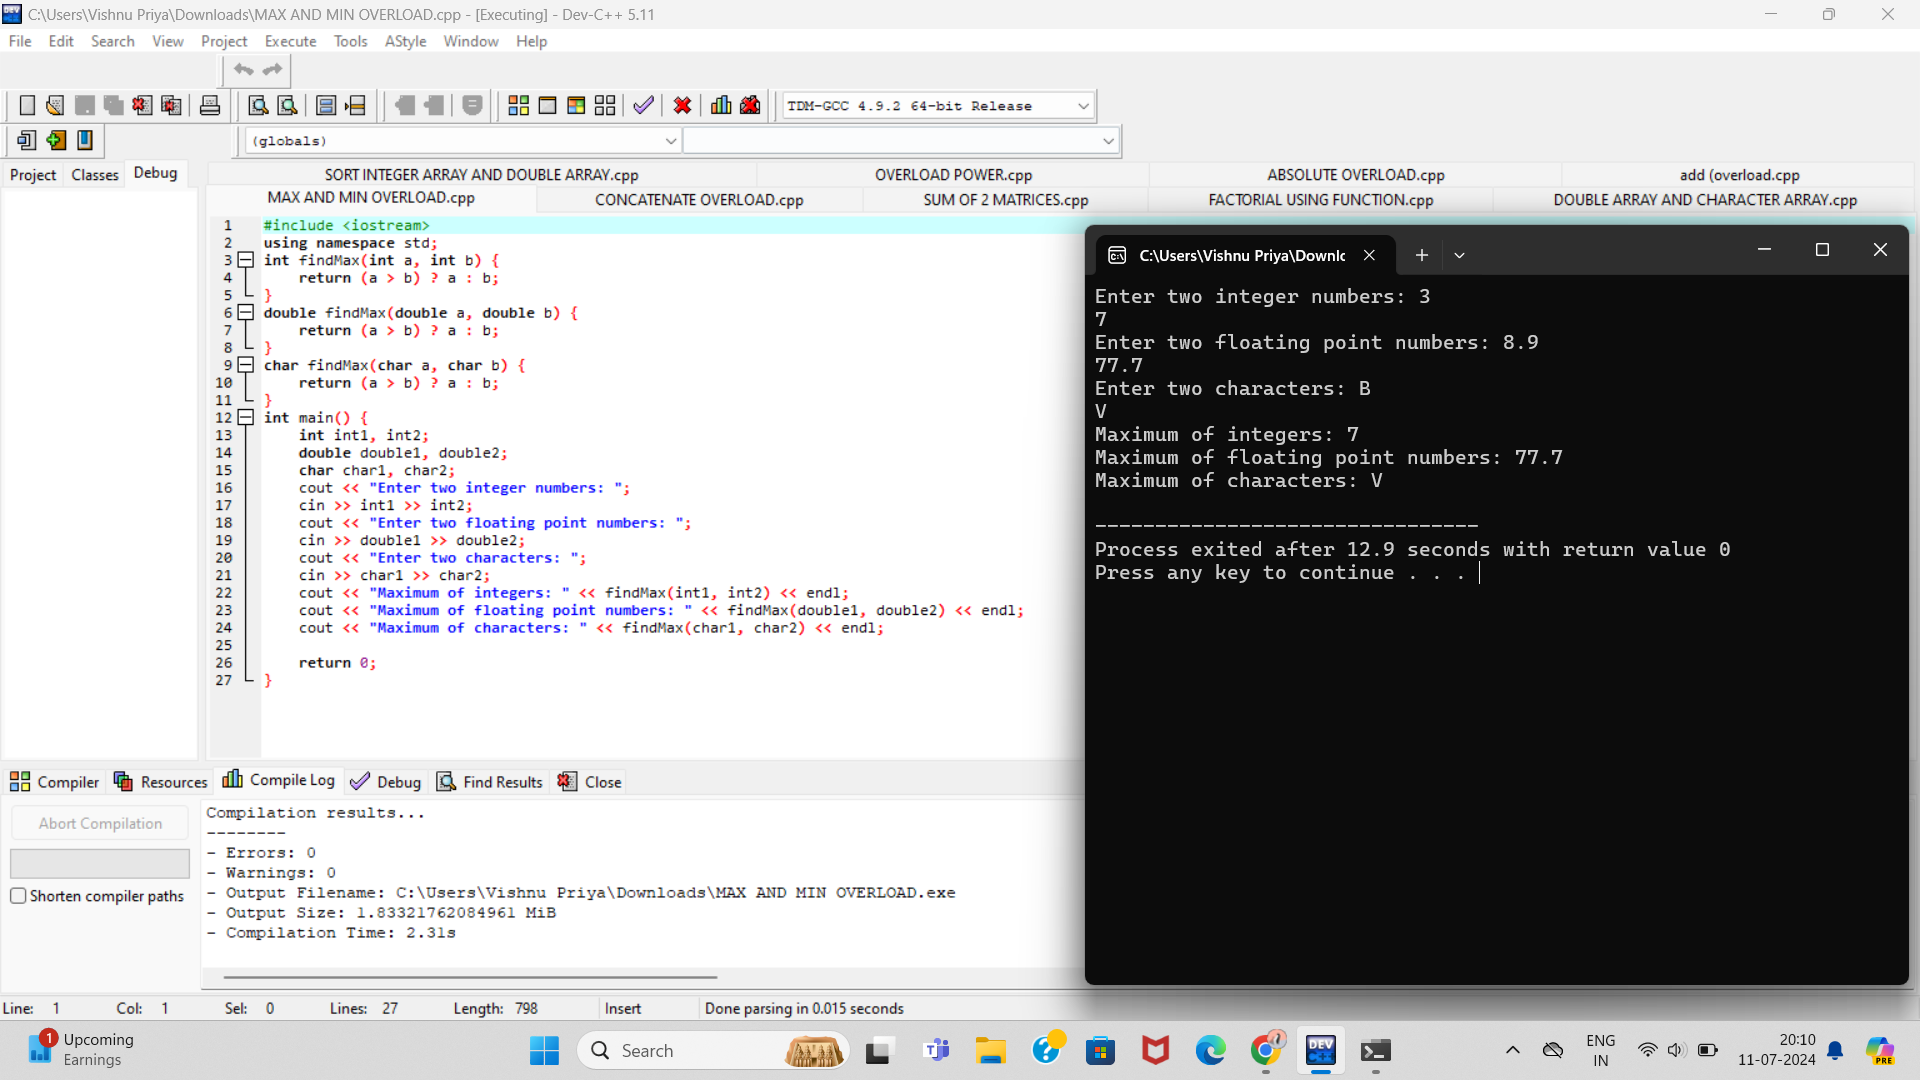 C:\Users\Vishnu Priya\Downloads\MAX AND MIN OVERLOAD.cpp - [Executing] - Dev-C++ 5.11
File Edit Search View Project Execute Tools AStyle Window Help
TDM-GCC 4.9.2 64-bit Release
(globals)
Project Classes Debug
SORT INTEGER ARRAY AND DOUBLE ARRAY.cpp OVERLOAD POWER.cpp ABSOLUTE OVERLOAD.cpp add (overload.cpp
MAX AND MIN OVERLOAD.cpp CONCATENATE OVERLOAD.cpp SUM OF 2 MATRICES.cpp FACTORIAL USING FUNCTION.cpp DOUBLE ARRAY AND CHARACTER ARRAY.cpp
1 #include <iostream>
2 using namespace std;
3 int findMax(int a, int b) {
4 return (a > b) ? a : b;
5 }
6 double findMax(double a, double b) {
7 return (a > b) ? a : b;
8 }
9 char findMax(char a, char b) {
10 return (a > b) ? a : b;
11 }
12 int main() {
13 int int1, int2;
14 double double1, double2;
15 char char1, char2;
16 cout << "Enter two integer numbers: ";
17 cin >> int1 >> int2;
18 cout << "Enter two floating point numbers: ";
19 cin >> double1 >> double2;
20 cout << "Enter two characters: ";
21 cin >> char1 >> char2;
22 cout << "Maximum of integers: " << findMax(int1, int2) << endl;
23 cout << "Maximum of floating point numbers: " << findMax(double1, double2) << endl;
24 cout << "Maximum of characters: " << findMax(char1, char2) << endl;
25
26 return 0;
27 }
C:\Users\Vishnu Priya\Downlc
Enter two integer numbers: 3
7
Enter two floating point numbers: 8.9
77.7
Enter two characters: B
V
Maximum of integers: 7
Maximum of floating point numbers: 77.7
Maximum of characters: V
--------------------------------
Process exited after 12.9 seconds with return value 0
Press any key to continue . . .
Compiler Resources Compile Log Debug Find Results Close
Abort Compilation
Shorten compiler paths
Compilation results...
--------
- Errors: 0
- Warnings: 0
- Output Filename: C:\Users\Vishnu Priya\Downloads\MAX AND MIN OVERLOAD.exe
- Output Size: 1.83321762084961 MiB
- Compilation Time: 2.31s
Line: 1 Col: 1 Sel: 0 Lines: 27 Length: 798 Insert Done parsing in 0.015 seconds
1
Upcoming
Earnings
Search
DEV
ENG
IN
20:10
11-07-2024
PRE